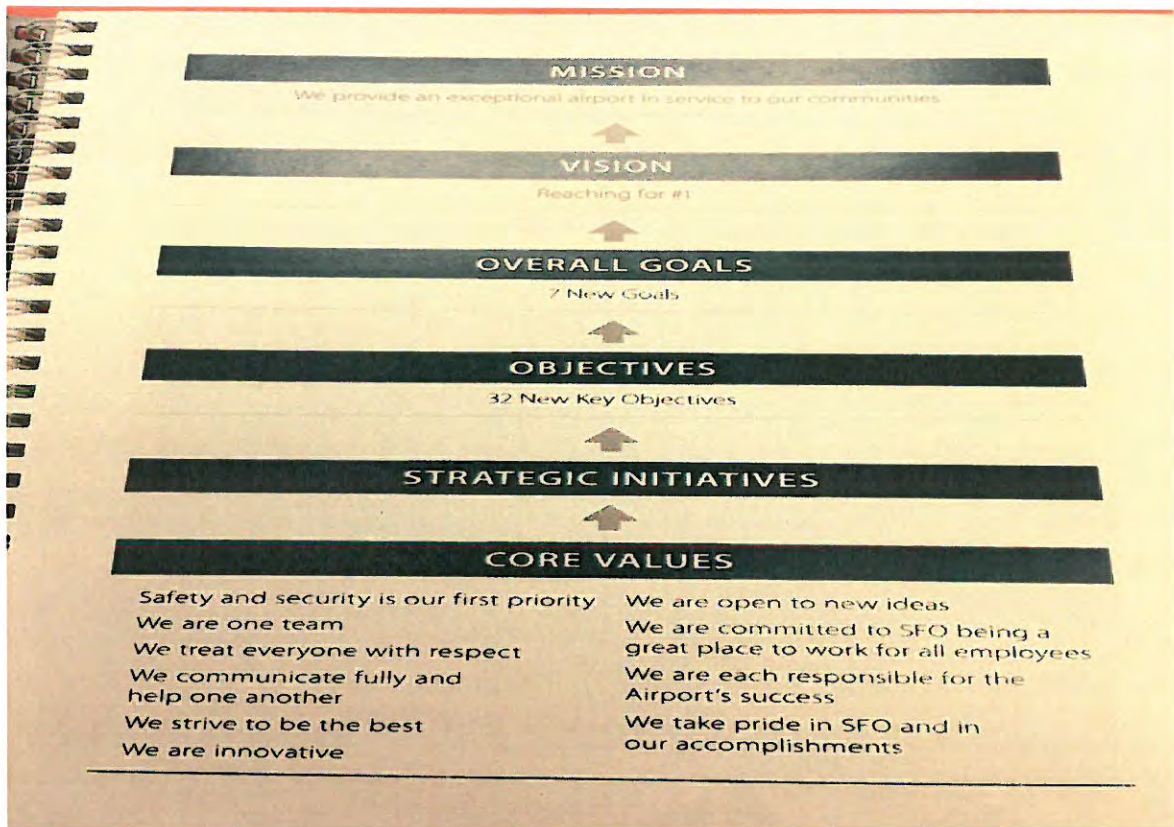 MISSION
We provide an exceptional airport in service to our communities
VISION
Reaching for #1
OVERALL GOALS
7 New Goals
OBJECTIVES
32 New Key Objectives
STRATEGIC INITIATIVES
CORE VALUES
Safety and security is our first priority
We are one team
We treat everyone with respect
We communicate fully and
help one another
We strive to be the best
We are innovative
We are open to new ideas
We are committed to SFO being a
great place to work for all employees
We are each responsible for the
Airport's success
We take pride in SFO and in
our accomplishments